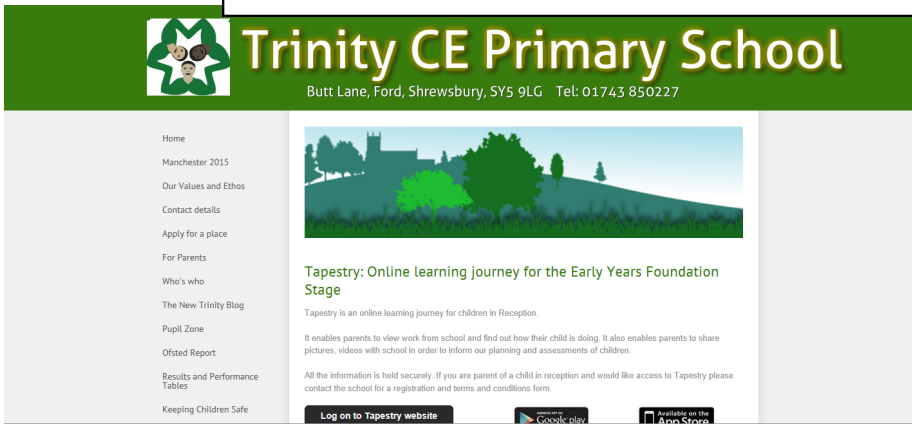 Trinity CE Primary School
Butt Lane, Ford, Shrewsbury, SY5 9LG Tel: 01743 850227
Home
Manchester 2015
Our Values and Ethos
Contact details
Apply for a place
For Parents
Who's who
The New Trinity Blog
Pupil Zone
Ofsted Report
Results and Performance
Tables
Keeping Children Safe
Tapestry: Online learning journey for the Early Years Foundation
Stage
Tapestry is an online learning journey for children in Reception.
It enables parents to view work from school and find out how their child is doing. It also enables parents to share
pictures, videos with school in order to inform our planning and assessments of children.
All the information is held securely. If you are parent of a child in reception and would like access to Tapestry please
contact the school for a registration and terms and conditions form.
Log on to Tapestry website
ANDROID APP ON
Google play
Available on the
App Store